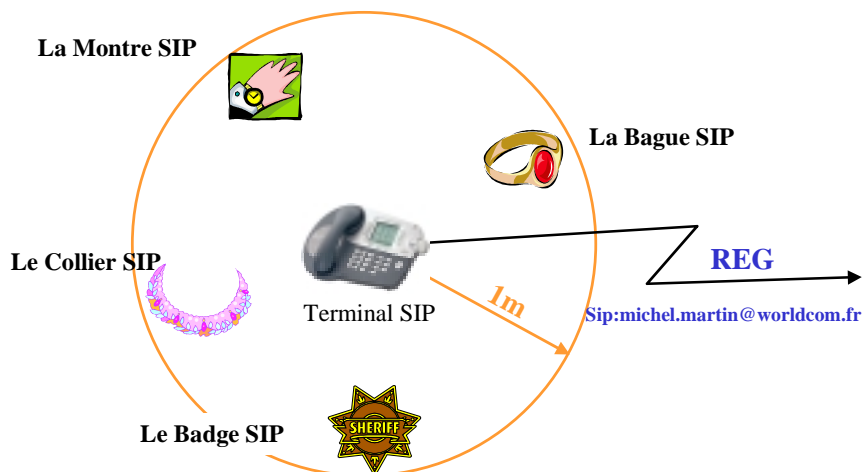 La Montre SIP
La Bague SIP
Le Collier SIP
REG
1m
Terminal SIP
Sip:michel.martin@worldcom.fr
SHERIFF
Le Badge SIP